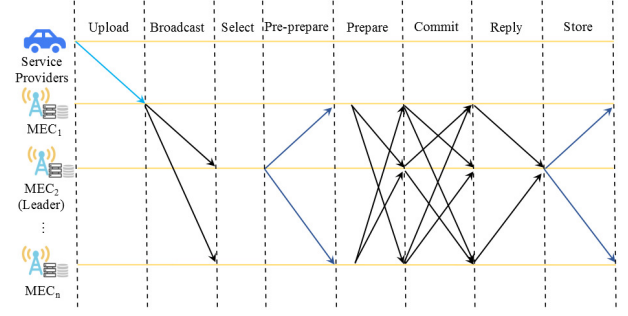 Upload Broadcast Select Pre-prepare Prepare Commit Reply Store
Service
Providers
MEC1
MEC2
(Leader)
⋮
MECn